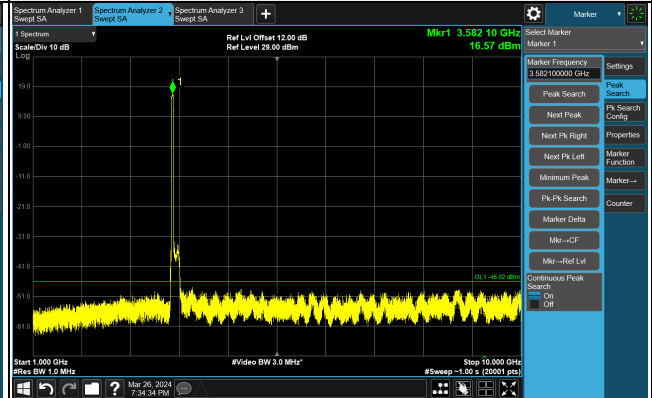 Spectrum Analyzer 1
Swept SA
Spectrum Analyzer 2
Swept SA
Spectrum Analyzer 3
Swept SA
+
Marker
1 Spectrum
Scale/Div 10 dB
Log
Ref Lvl Offset 12.00 dB
Ref Level 29.00 dBm
Mkr1 3.582 10 GHz
16.57 dBm
19.0
9.00
-1.00
-11.0
-21.0
-31.0
-41.0
-51.0
-61.0
1
DL1 -46.02 dBm
Start 1.000 GHz
#Res BW 1.0 MHz
#Video BW 3.0 MHz*
Stop 10.000 GHz
#Sweep ~1.00 s (20001 pts)
Select Marker
Marker 1
Marker Frequency
3.582100000 GHz
Peak Search
Next Peak
Next Pk Right
Next Pk Left
Minimum Peak
Pk-Pk Search
Marker Delta
Mkr→CF
Mkr→Ref Lvl
Continuous Peak
Search
On
Off
Settings
Peak
Search
Pk Search
Config
Properties
Marker
Function
Marker→
Counter
?
Mar 26, 2024
7:34:34 PM